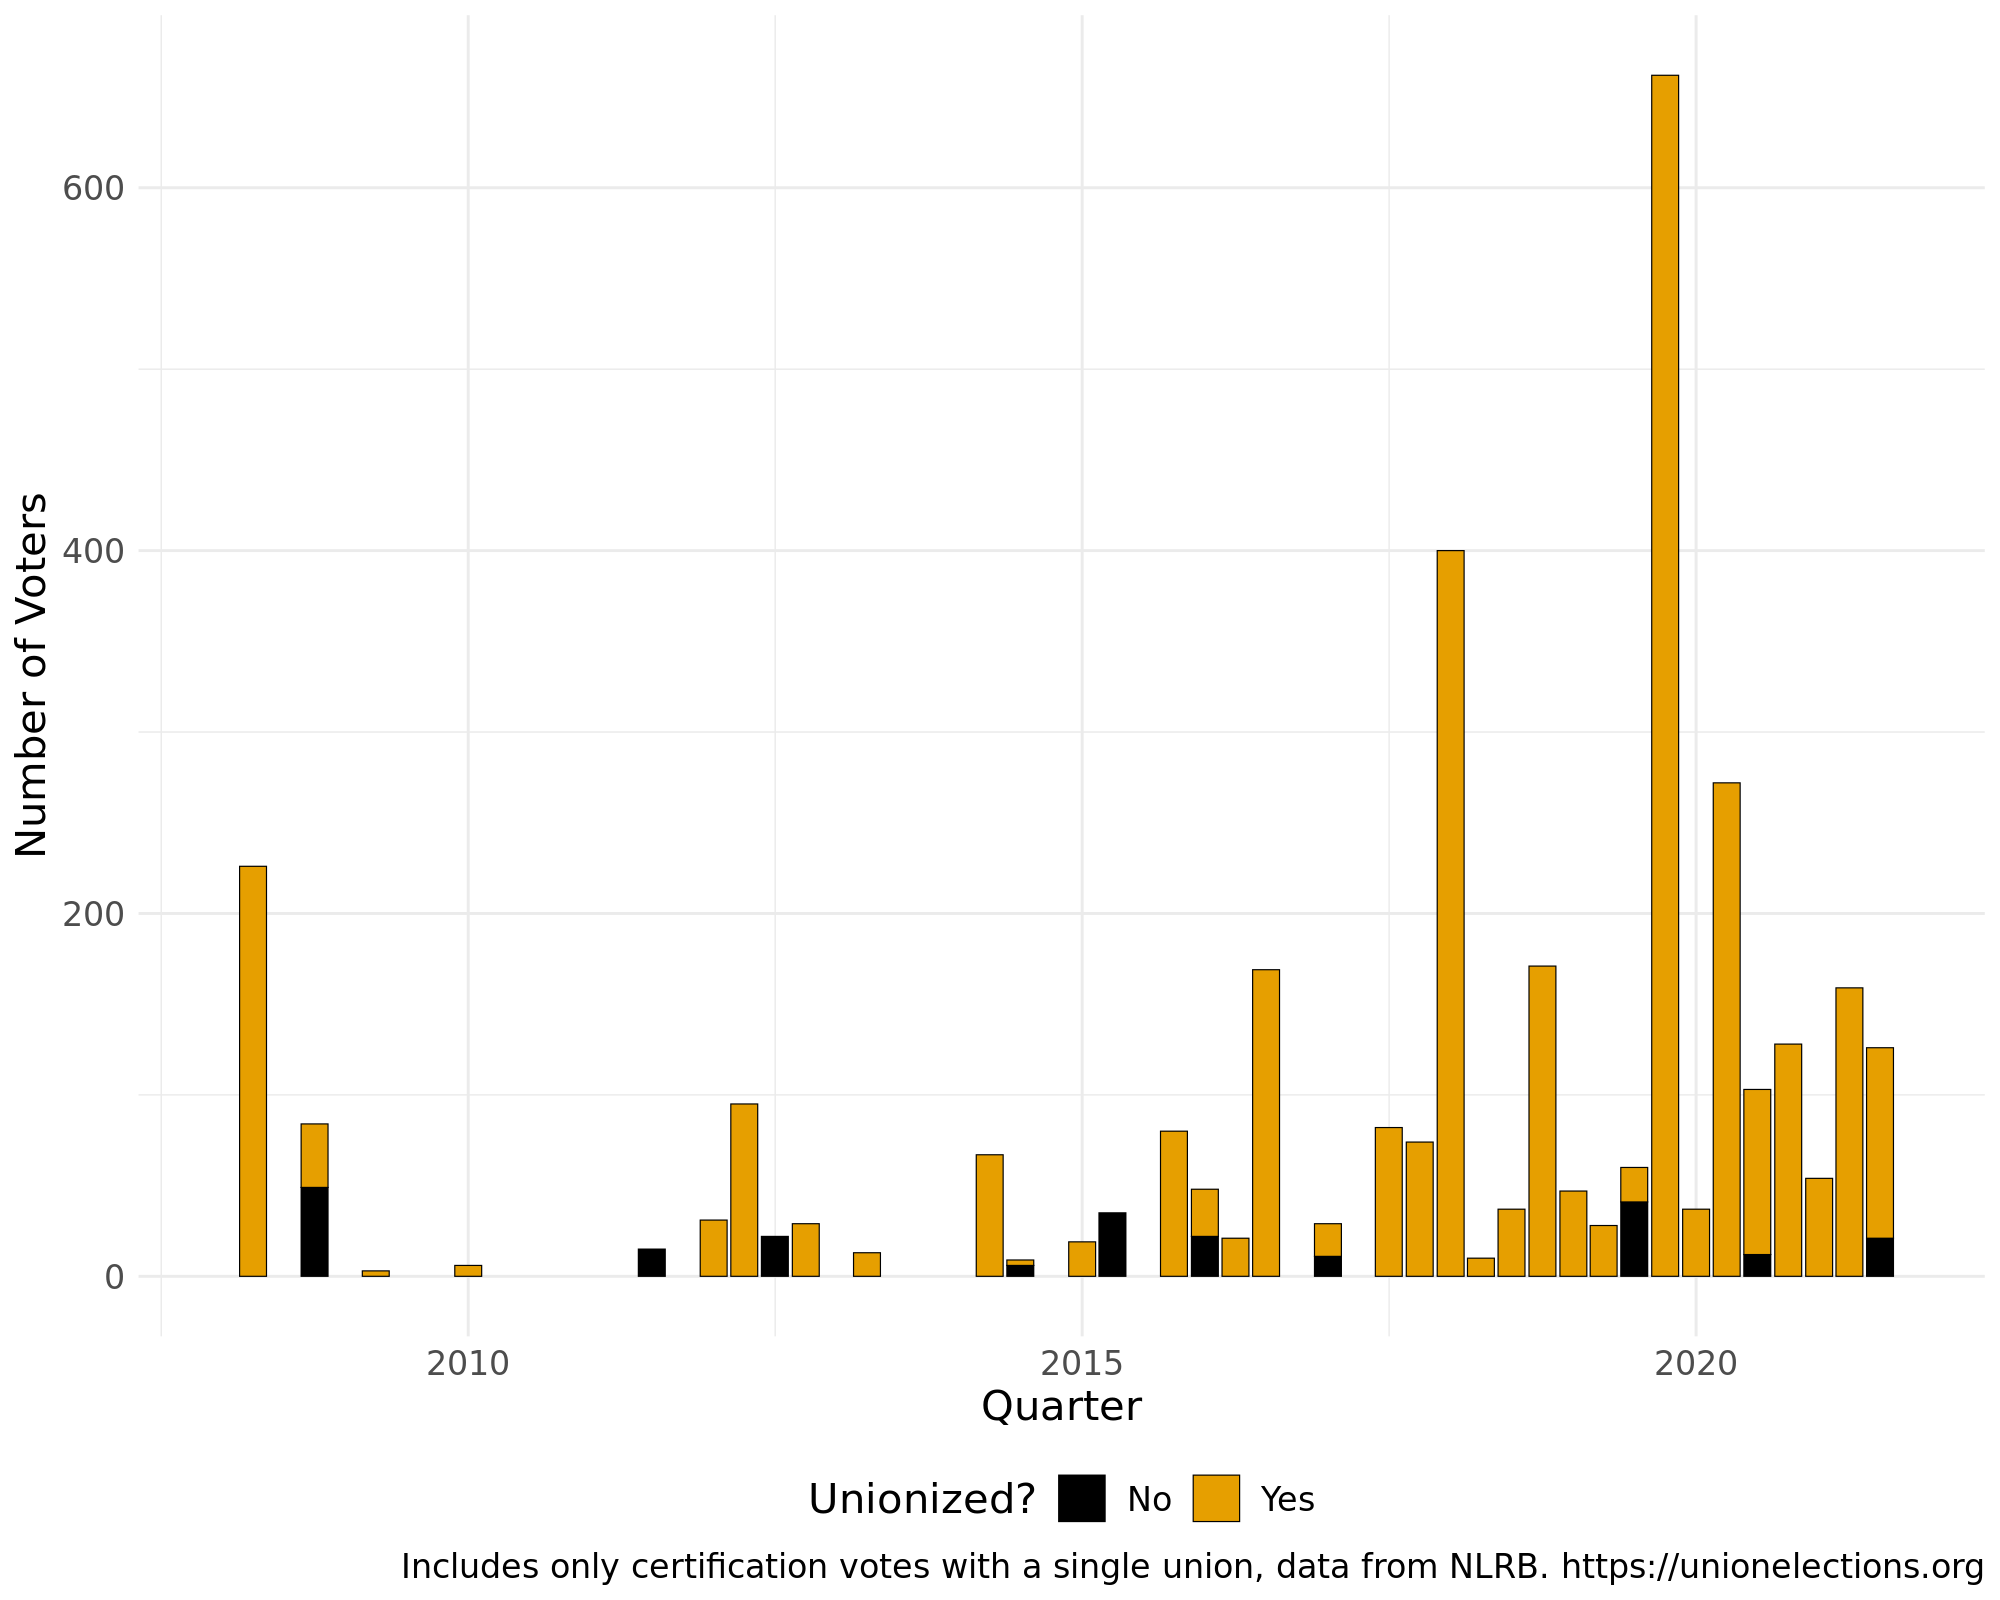 600
400
200
0
Number of Voters
2010 2015 2020
Quarter
Unionized? No Yes
Includes only certification votes with a single union, data from NLRB. https://unionelections.org